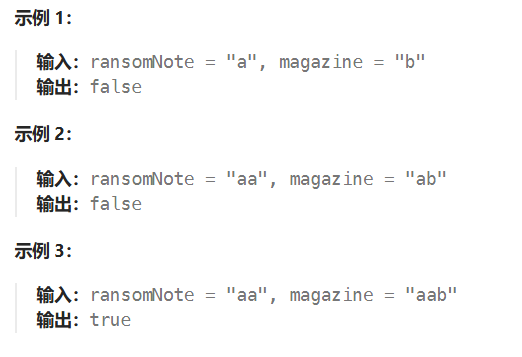 示例 1：
输入：ransomNote = "a", magazine = "b"
输出：false
示例 2：
输入：ransomNote = "aa", magazine = "ab"
输出：false
示例 3：
输入：ransomNote = "aa", magazine = "aab"
输出：true